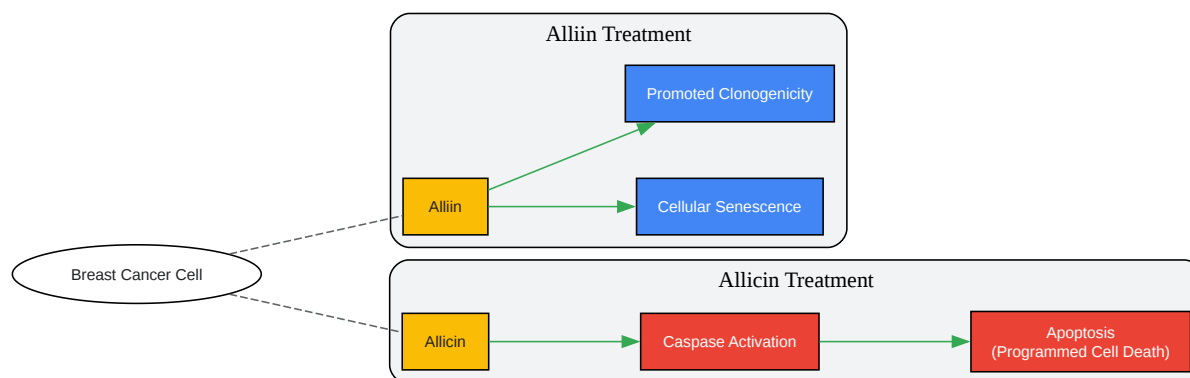 Alliin Treatment
Promoted Clonogenicity
Alliin
Cellular Senescence
Breast Cancer Cell
Allicin Treatment
Allicin
Caspase Activation
Apoptosis
(Programmed Cell Death)